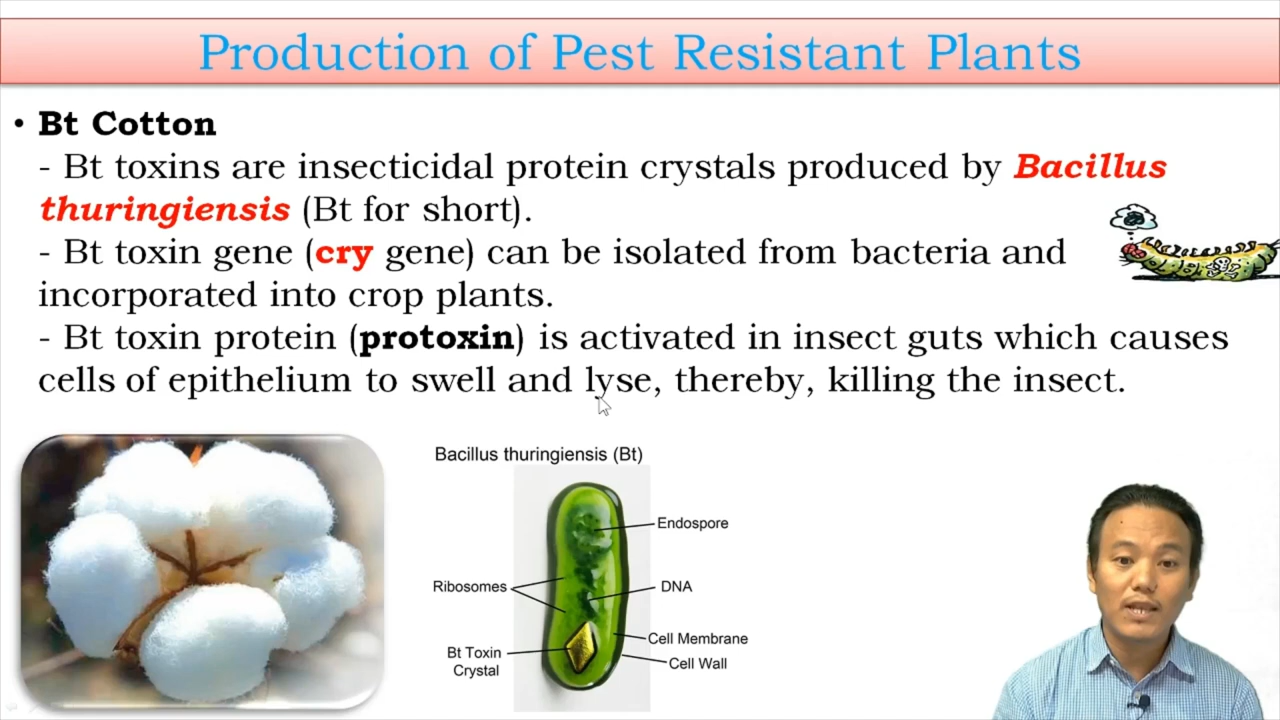 Production of Pest Resistant Plants
• Bt Cotton
- Bt toxins are insecticidal protein crystals produced by Bacillus
thuringiensis (Bt for short).
- Bt toxin gene (cry gene) can be isolated from bacteria and
incorporated into crop plants.
- Bt toxin protein (protoxin) is activated in insect guts which causes
cells of epithelium to swell and lyse, thereby, killing the insect.
Bacillus thuringiensis (Bt)
Endospore
Ribosomes
DNA
Cell Membrane
Bt Toxin
Crystal
Cell Wall